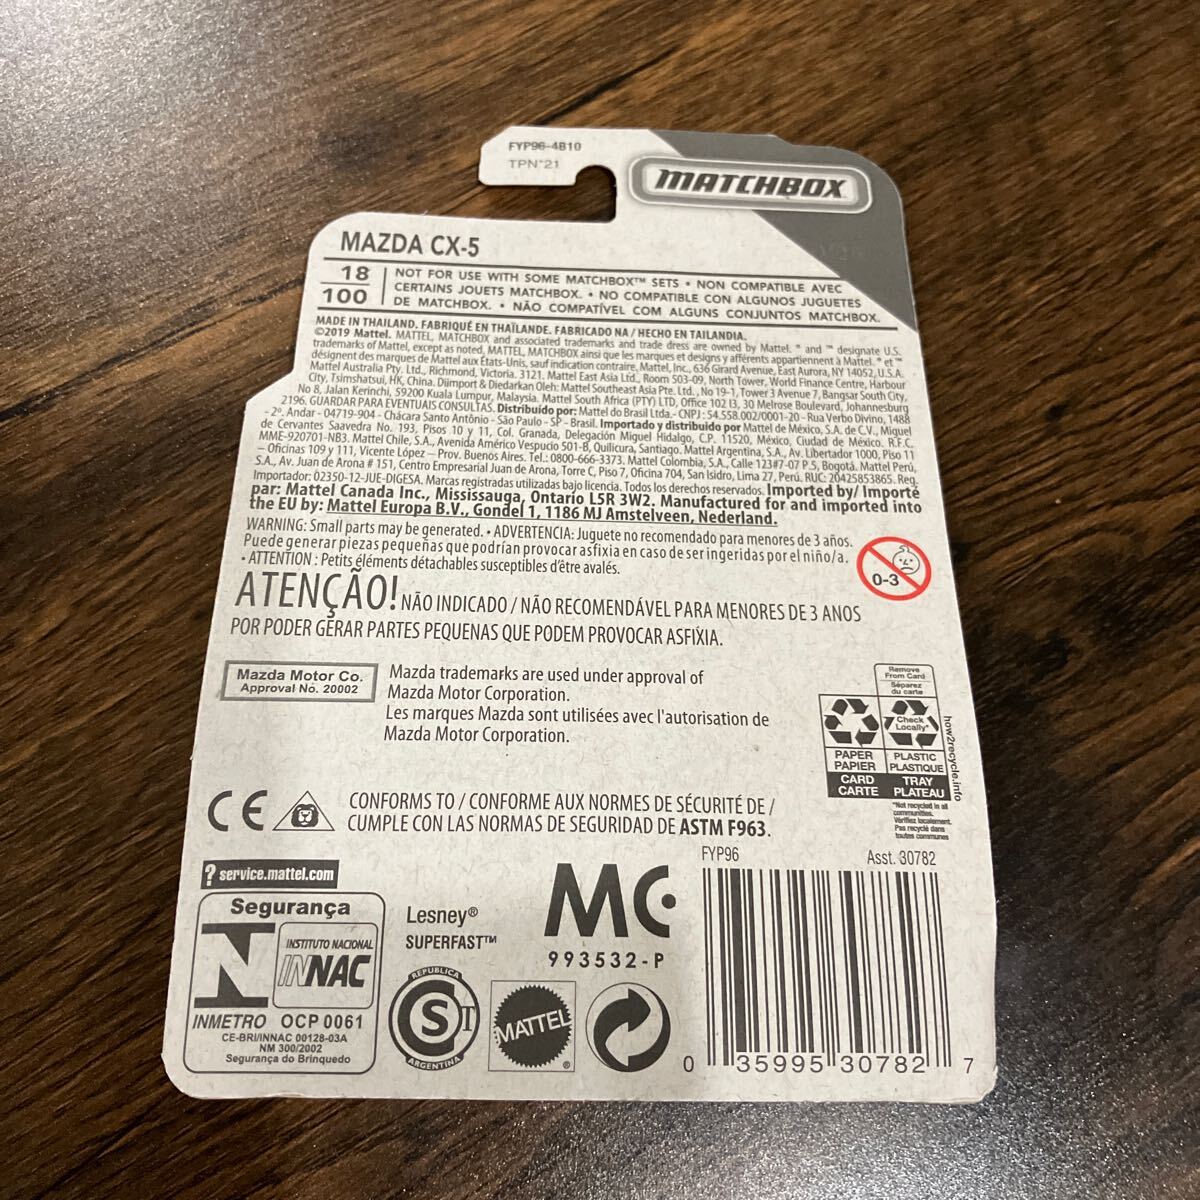 FYP96-4B10
TPN*21
MATCHBOX
MAZDA CX-5
18
100
NOT FOR USE WITH SOME MATCHBOX™ SETS • NON COMPATIBLE AVEC
CERTAINS JOUETS MATCHBOX. • NO COMPATIBLE CON ALGUNOS JUGUETES
DE MATCHBOX. • NÃO COMPATÍVEL COM ALGUNS CONJUNTOS MATCHBOX.
MADE IN THAILAND. FABRIQUÉ EN THAÏLANDE. FABRICADO NA / HECHO EN TAILANDIA.
©2019 Mattel. MATTEL, MATCHBOX and associated trademarks and trade dress are owned by Mattel. ® and ™ designate U.S.
trademarks of Mattel, except as noted. MATTEL, MATCHBOX ainsi que les marques et designs y afférents appartiennent à Mattel. ® et ™
désignent des marques de Mattel aux États-Unis, sauf indication contraire. Mattel, Inc., 636 Girard Avenue, East Aurora, NY 14052, U.S.A.
Mattel Australia Pty. Ltd., Richmond, Victoria. 3121. Mattel East Asia Ltd., Room 503-09, North Tower, World Finance Centre, Harbour
City, Tsimshatsui, HK, China. Diimport & Diedarkan Oleh: Mattel Southeast Asia Pte. Ltd., No 19-1, Tower 3 Avenue 7, Bangsar South City,
No 8, Jalan Kerinchi, 59200 Kuala Lumpur, Malaysia. Mattel South Africa (PTY) LTD, Office 102 I3, 30 Melrose Boulevard, Johannesburg
2196. GUARDAR PARA EVENTUAIS CONSULTAS. Distribuido por: Mattel do Brasil Ltda.- CNPJ : 54.558.002/0001-20 - Rua Verbo Divino, 1488
- 2º. Andar - 04719-904 - Chácara Santo Antônio - São Paulo - SP - Brasil. Importado y distribuido por Mattel de México, S.A. de C.V., Miguel
de Cervantes Saavedra No. 193, Pisos 10 y 11, Col. Granada, Delegación Miguel Hidalgo, C.P. 11520, México, Ciudad de México. R.F.C.
MME-920701-NB3. Mattel Chile, S.A., Avenida Américo Vespucio 501-B, Quilicura, Santiago. Mattel Argentina, S.A., Av. Libertador 1000, Piso 11
– Oficinas 109 y 111, Vicente López – Prov. Buenos Aires. Tel.: 0800-666-3373. Mattel Colombia, S.A., Calle 123#7-07 P.5, Bogotá. Mattel Perú,
S.A., Av. Juan de Arona # 151, Centro Empresarial Juan de Arona, Torre C, Piso 7, Oficina 704, San Isidro, Lima 27, Perú. RUC: 20425853865. Reg.
Importador: 02350-12-JUE-DIGESA. Marcas registradas utilizadas bajo licencia. Todos los derechos reservados. Imported by/ Importé
par: Mattel Canada Inc., Mississauga, Ontario L5R 3W2. Manufactured for and imported into
the EU by: Mattel Europa B.V., Gondel 1, 1186 MJ Amstelveen, Nederland.
WARNING: Small parts may be generated. • ADVERTENCIA: Juguete no recomendado para menores de 3 años.
Puede generar piezas pequeñas que podrían provocar asfixia en caso de ser ingeridas por el niño/a.
• ATTENTION : Petits éléments détachables susceptibles d'être avalés.
0-3
ATENÇÃO! NÃO INDICADO / NÃO RECOMENDÁVEL PARA MENORES DE 3 ANOS
POR PODER GERAR PARTES PEQUENAS QUE PODEM PROVOCAR ASFIXIA.
Mazda Motor Co.
Approval No. 20002
Mazda trademarks are used under approval of
Mazda Motor Corporation.
Les marques Mazda sont utilisées avec l'autorisation de
Mazda Motor Corporation.
Remove
From Card
Séparez
du carte
Check
Locally*
PAPER
PAPIER
CARD
CARTE
PLASTIC
PLASTIQUE
TRAY
PLATEAU
how2recycle.info
*Not recycled in all
communities.
Vérifiez localement.
Pas recyclé dans
toutes communes
CE
CONFORMS TO / CONFORME AUX NORMES DE SÉCURITÉ DE /
CUMPLE CON LAS NORMAS DE SEGURIDAD DE ASTM F963.
? service.mattel.com
Segurança
INSTITUTO NACIONAL
INNAC
INMETRO OCP 0061
CE-BRI/INNAC 00128-03A
NM 300/2002
Segurança do Brinquedo
Lesney®
SUPERFAST™
MC
993532-P
REPUBLICA
S
ARGENTINA
MATTEL
®
FYP96
Asst. 30782
0 35995 30782 7